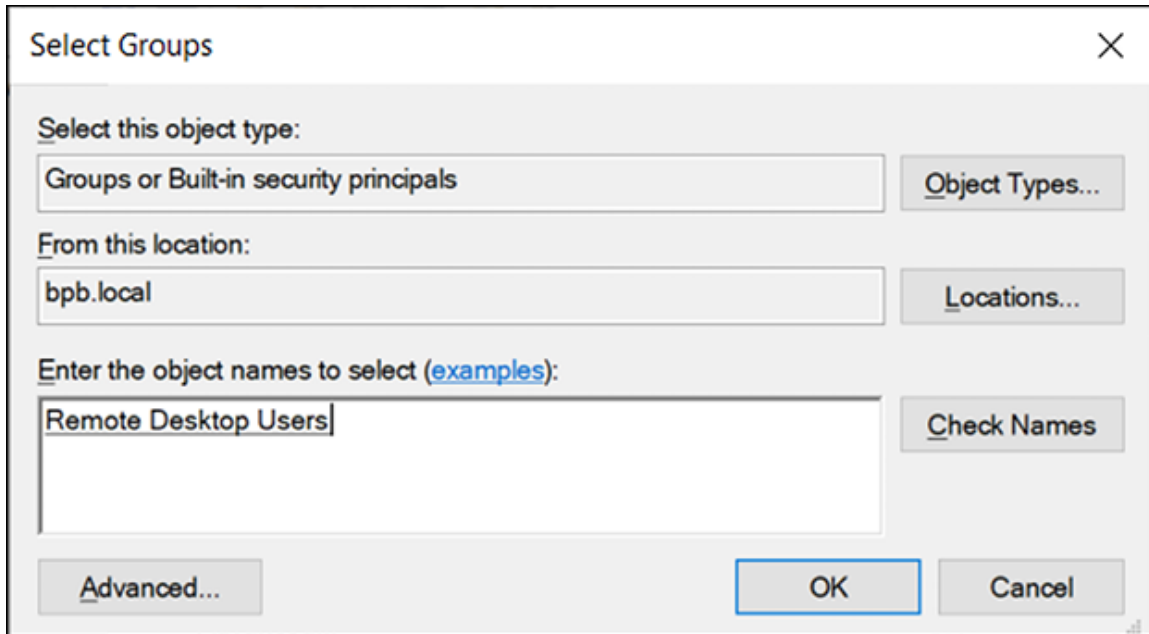 Select Groups
Select this object type:
Groups or Built-in security principals
Object Types...
From this location:
bpb.local
Locations...
Enter the object names to select (examples):
Remote Desktop Users
Check Names
Advanced...
OK
Cancel